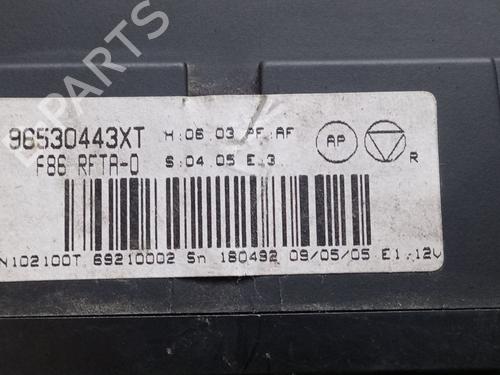 B-PARTS
96530443XT H:06 03 PF:AF
AP
F86 RFTA-0 S:04 05 E.3
R
N102100T 69210002 Sn 180492 09/05/05 E1-12V